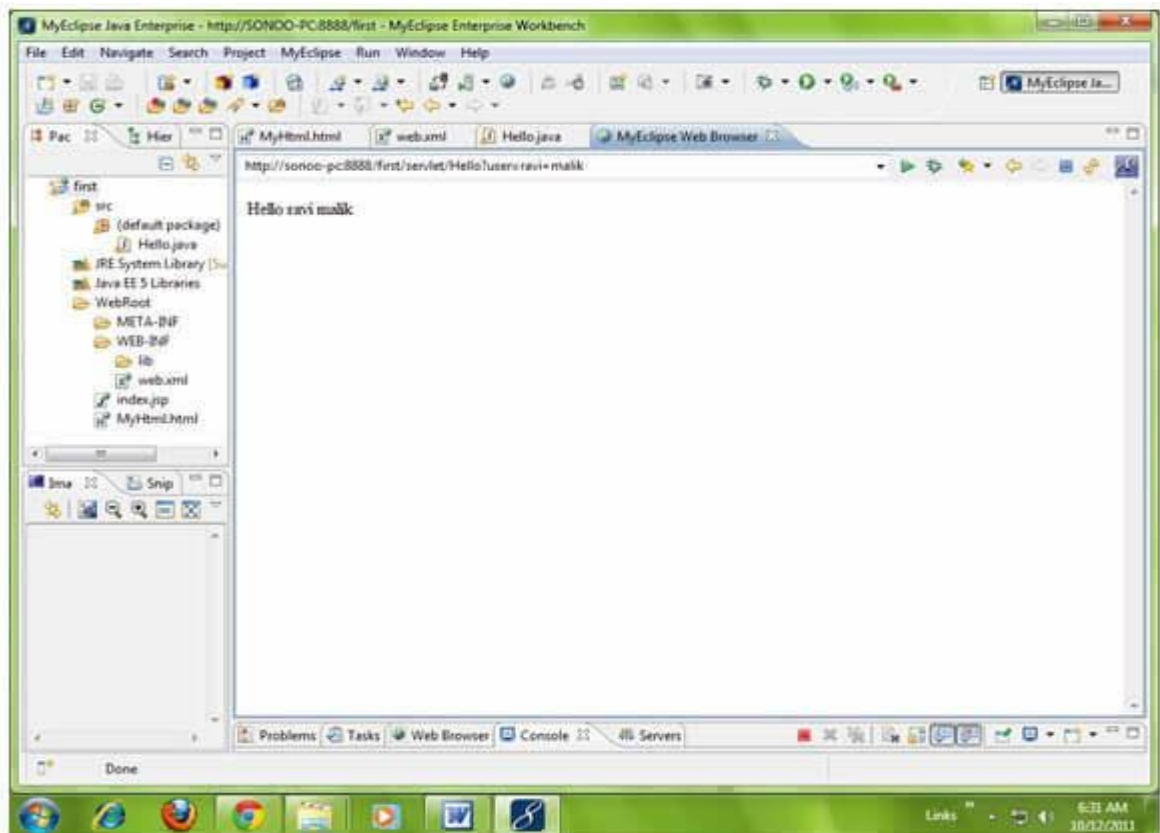 MyEclipse Java Enterprise - http://SONOO-PC:8888/first - MyEclipse Enterprise Workbench
File Edit Navigate Search Project MyEclipse Run Window Help
MyEclipse Ja...
Pac Hier
MyHtml.html web.xml Hello.java MyEclipse Web Browser
http://sonoo-pc:8888/first/servlet/Hello?user=ravi+malik
first
src
(default package)
Hello.java
JRE System Library [Su
Java EE 5 Libraries
WebRoot
META-INF
WEB-INF
lib
web.xml
index.jsp
MyHtml.html
Hello ravi malik
Ima Snip
Problems Tasks Web Browser Console Servers
Done
Links
6:31 AM
10/12/2011